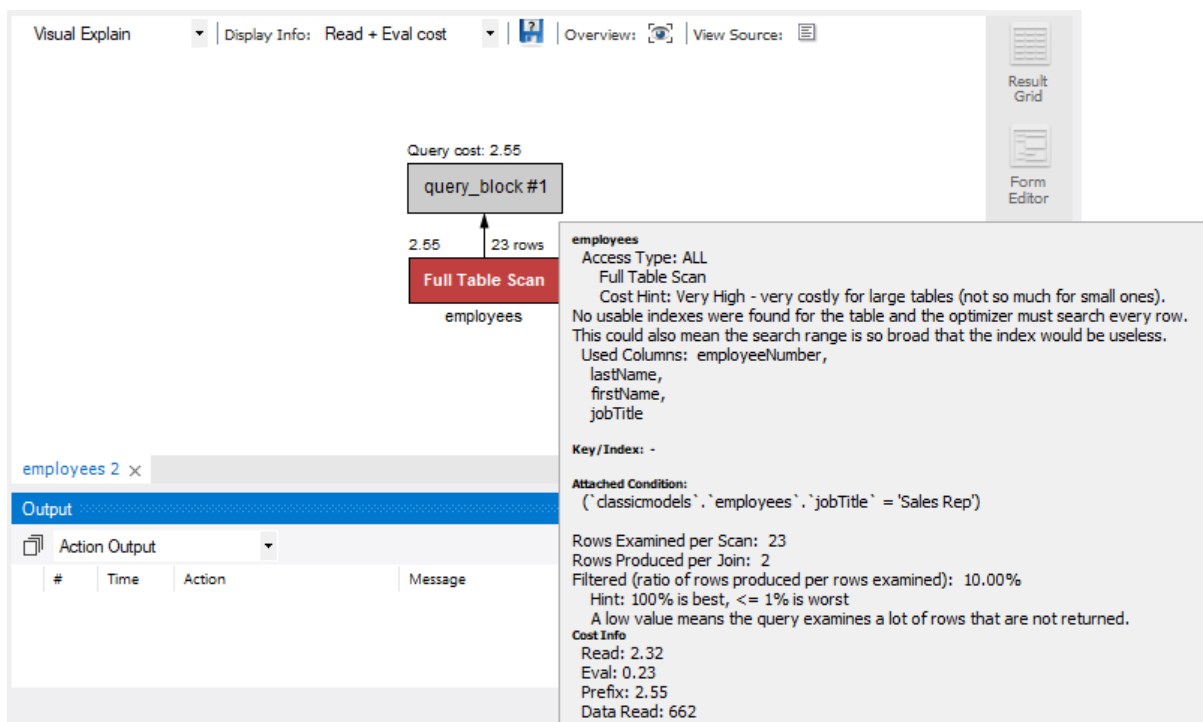 Visual Explain Display Info: Read + Eval cost Overview: View Source:
Result
Grid
Form
Editor
Query cost: 2.55
query_block #1
2.55 23 rows
Full Table Scan
employees
employees
Access Type: ALL
Full Table Scan
Cost Hint: Very High - very costly for large tables (not so much for small ones).
No usable indexes were found for the table and the optimizer must search every row.
This could also mean the search range is so broad that the index would be useless.
Used Columns: employeeNumber,
lastName,
firstName,
jobTitle
Key/Index: -
Attached Condition:
(`classicmodels`.`employees`.`jobTitle` = 'Sales Rep')
Rows Examined per Scan: 23
Rows Produced per Join: 2
Filtered (ratio of rows produced per rows examined): 10.00%
Hint: 100% is best, <= 1% is worst
A low value means the query examines a lot of rows that are not returned.
Cost Info
Read: 2.32
Eval: 0.23
Prefix: 2.55
Data Read: 662
employees 2
Output
Action Output
# Time Action Message